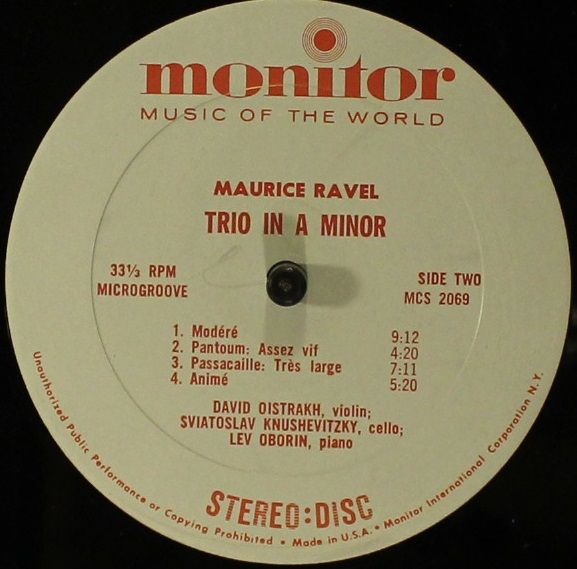 monitor
MUSIC OF THE WORLD
MAURICE RAVEL
TRIO IN A MINOR
33⅓ RPM
MICROGROOVE
SIDE TWO
MCS 2069
1. Modéré 9:12
2. Pantoum: Assez vif 4:20
3. Passacaille: Très large 7:11
4. Animé 5:20
DAVID OISTRAKH, violin;
SVIATOSLAV KNUSHEVITZKY, cello;
LEV OBORIN, piano
STEREO:DISC
Unauthorized Public Performance or Copying Prohibited • Made in U.S.A. • Monitor International Corporation N.Y.